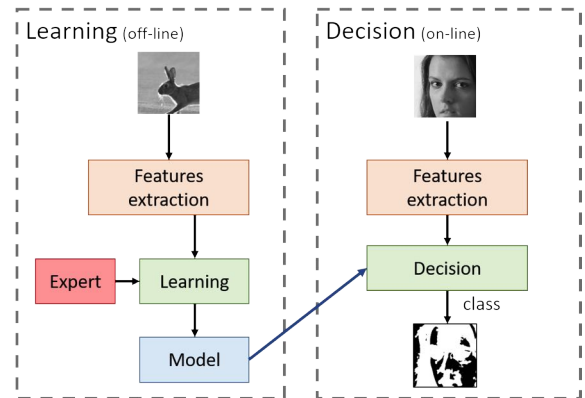 Learning (off-line)
Features
extraction
Expert
Learning
Model
Decision (on-line)
Features
extraction
Decision
class